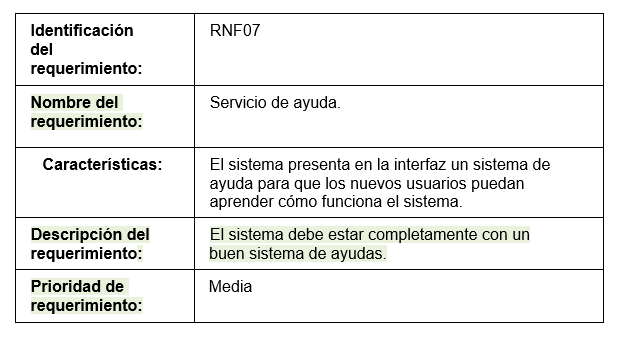 Identificación
del
requerimiento:
RNF07
Nombre del
requerimiento:
Servicio de ayuda.
Características:
El sistema presenta en la interfaz un sistema de
ayuda para que los nuevos usuarios puedan
aprender cómo funciona el sistema.
Descripción del
requerimiento:
El sistema debe estar completamente con un
buen sistema de ayudas.
Prioridad de
requerimiento:
Media